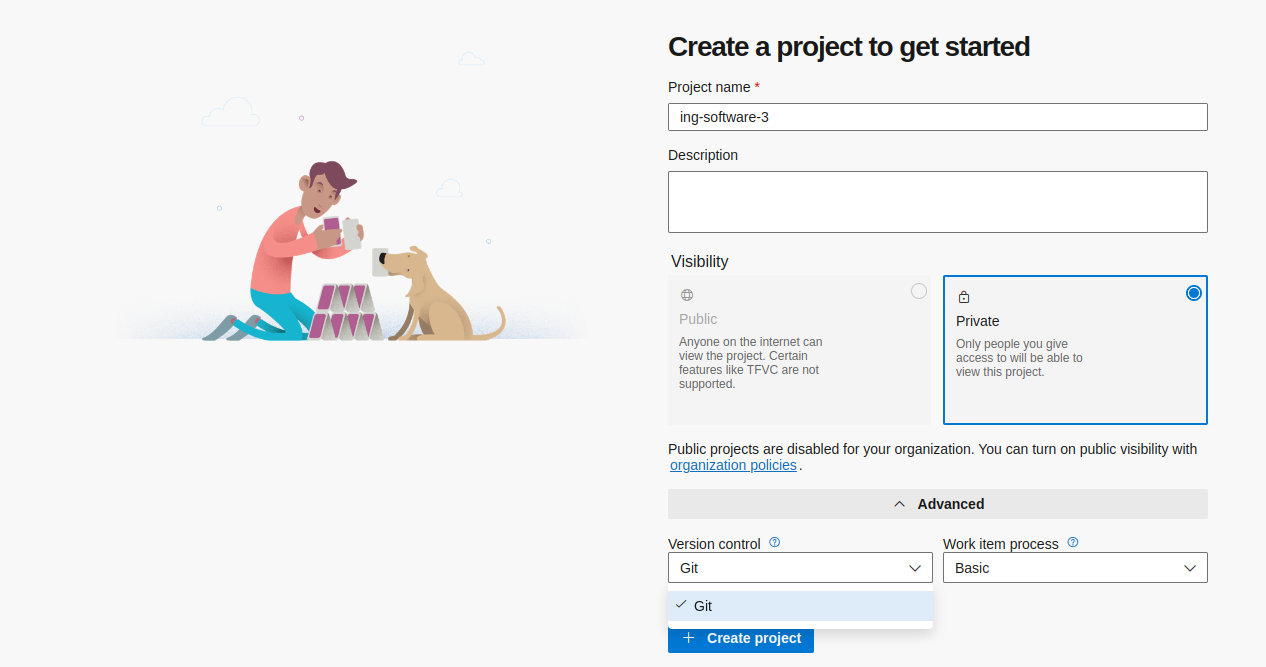 Create a project to get started
Project name *
ing-software-3
Description
Visibility
Public
Anyone on the internet can
view the project. Certain
features like TFVC are not
supported.
Private
Only people you give
access to will be able to
view this project.
Public projects are disabled for your organization. You can turn on public visibility with
organization policies.
Advanced
Version control
Work item process
Git
Basic
Git
Create project